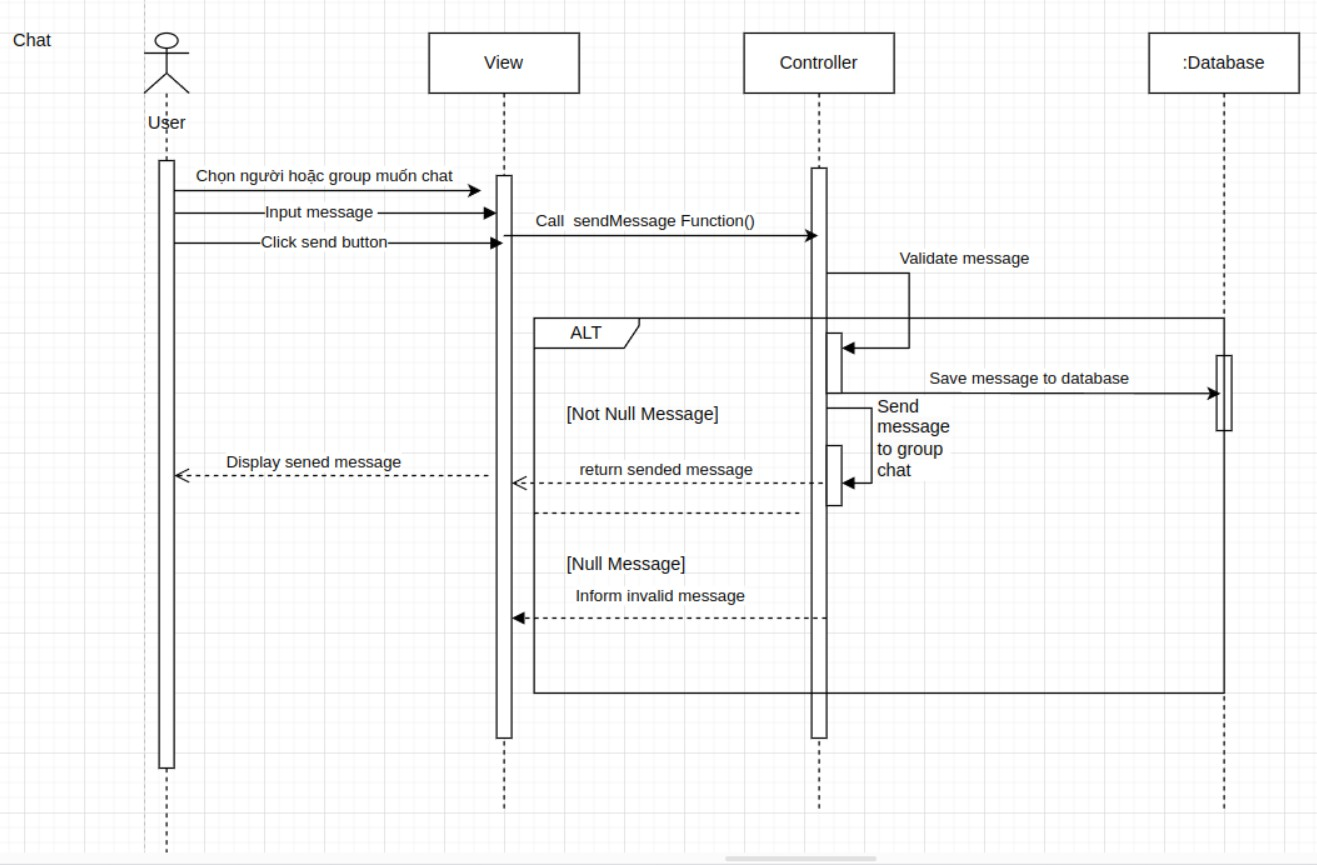 Chat
User
View
Controller
:Database
Chọn người hoặc group muốn chat
Input message
Click send button
Call  sendMessage Function()
Validate message
ALT
Save message to database
[Not Null Message]
Send
message
to group
chat
Display sened message
return sended message
[Null Message]
Inform invalid message